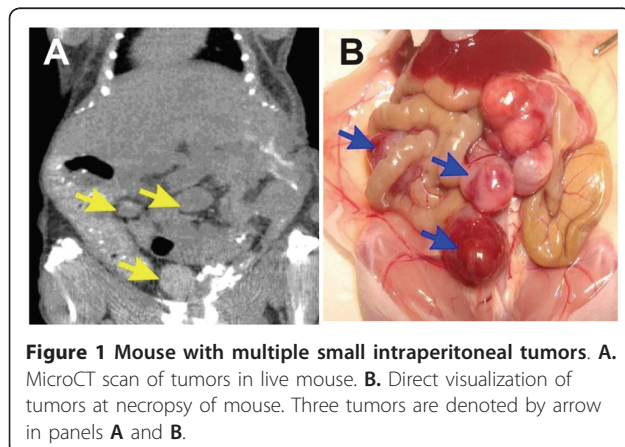 A
B
Figure 1 Mouse with multiple small intraperitoneal tumors. A.
MicroCT scan of tumors in live mouse. B. Direct visualization of
tumors at necropsy of mouse. Three tumors are denoted by arrow
in panels A and B.